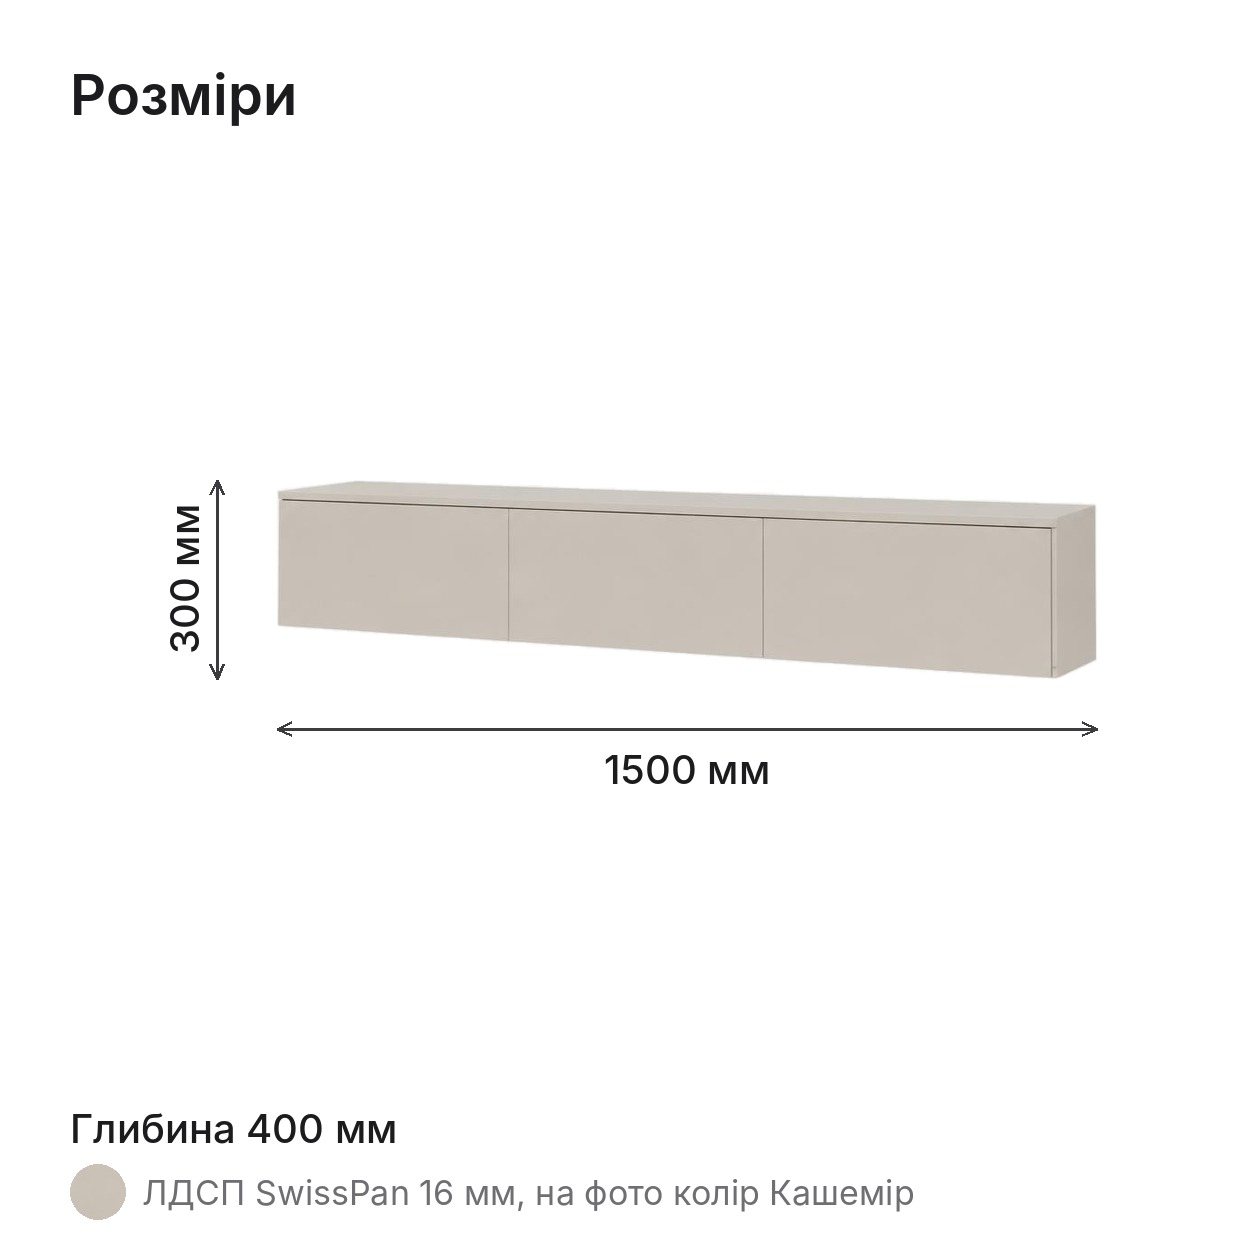 Розміри
300 мм
1500 мм
Глибина 400 мм
ЛДСП SwissPan 16 мм, на фото колір Кашемір